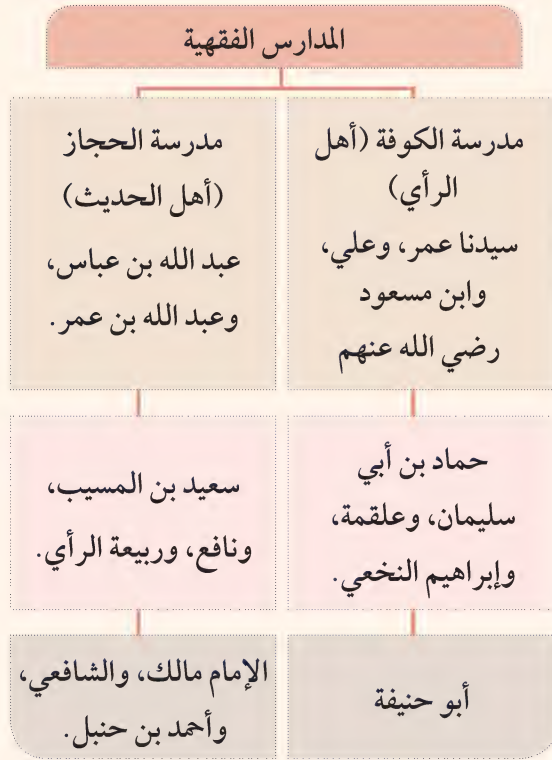 المدارس الفقهية
مدرسة الكوفة (أهل
الرأي)
سيدنا عمر، وعلي،
وابن مسعود
رضي الله عنهم
مدرسة الحجاز
(أهل الحديث)
عبد الله بن عباس،
وعبد الله بن عمر.
حماد بن أبي
سليمان، وعلقمة،
وإبراهيم النخعي.
سعيد بن المسيب،
ونافع، وربيعة الرأي.
أبو حنيفة
الإمام مالك، والشافعي،
وأحمد بن حنبل.